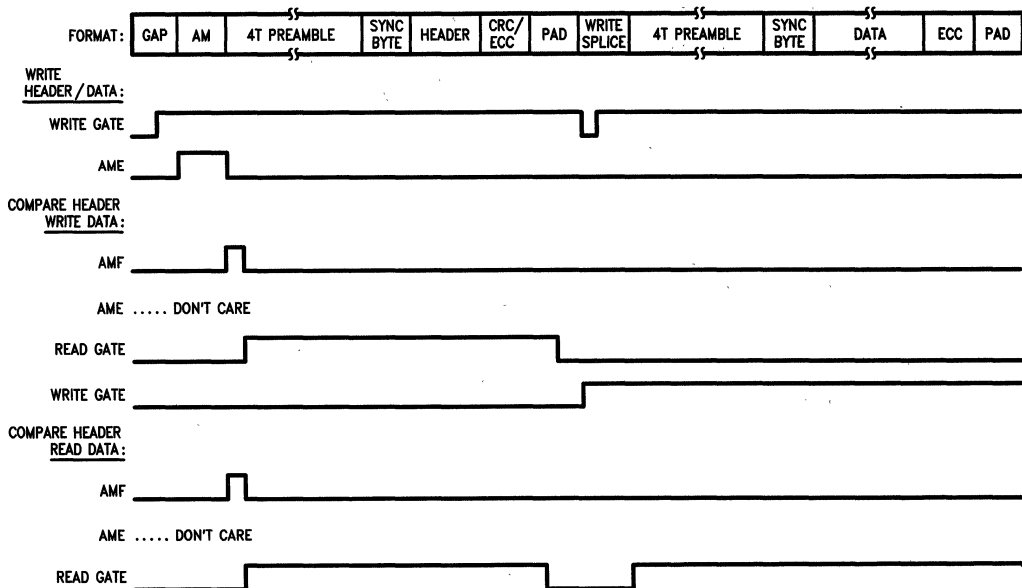 FORMAT: GAP AM 4T PREAMBLE SYNC BYTE HEADER CRC/ ECC PAD WRITE SPLICE 4T PREAMBLE SYNC BYTE DATA ECC PAD
WRITE
HEADER/DATA:
WRITE GATE
AME
COMPARE HEADER
WRITE DATA:
AMF
AME ..... DON'T CARE
READ GATE
WRITE GATE
COMPARE HEADER
READ DATA:
AMF
AME ..... DON'T CARE
READ GATE